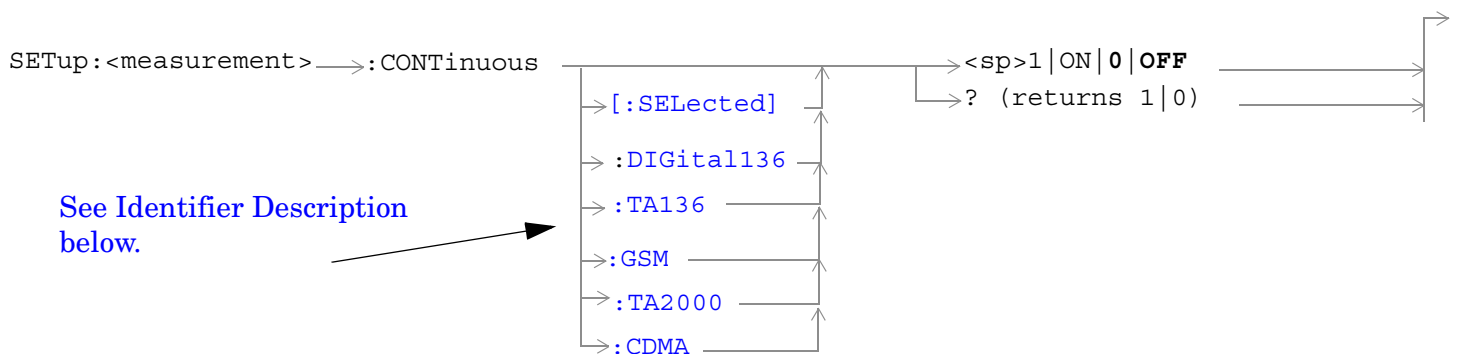 SETup:<measurement> :CONTinuous <sp>1|ON|0|OFF
? (returns 1|0)
[:SELected]
:DIGital136
:TA136
:GSM
:TA2000
:CDMA
See Identifier Description
below.